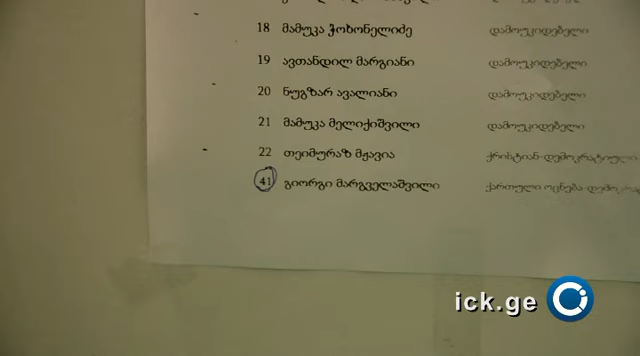 18 მამუკა ჭოხონელიძე დამოუკიდებელი
19 ავთანდილ მარგიანი დამოუკიდებელი
20 ნუგზარ ავალიანი დამოუკიდებელი
21 მამუკა მელიქიშვილი დამოუკიდებელი
22 თეიმურაზ მჟავია ქრისტიან-დემოკრატიული
41 გიორგი მარგველაშვილი ქართული ოცნება-დემოკრატ
ick.ge